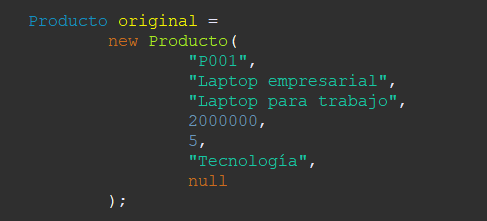 Producto original =
new Producto(
"P001",
"Laptop empresarial",
"Laptop para trabajo",
2000000,
5,
"Tecnología",
null
);